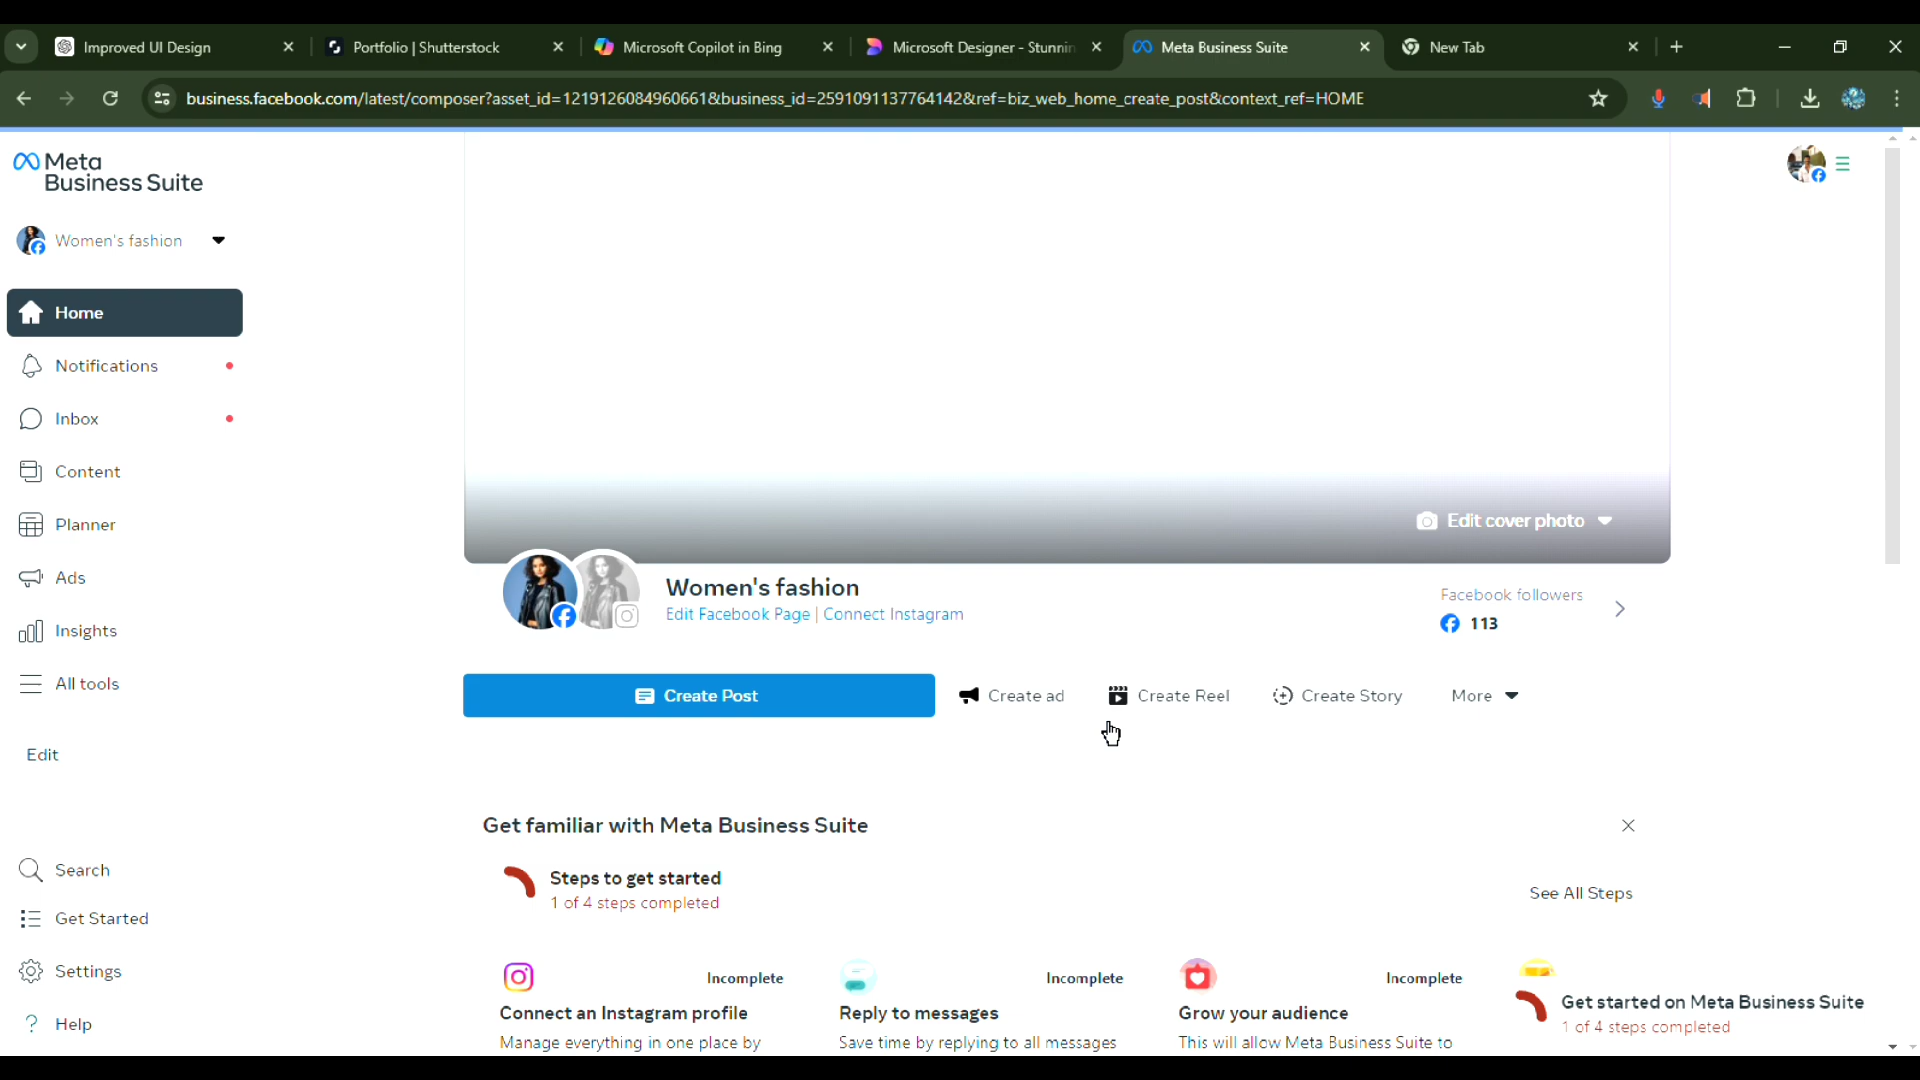 Improved UI Design
Portfolio | Shutterstock
Microsoft Copilot in Bing
Microsoft Designer - Stunnin
Meta Business Suite
New Tab
business.facebook.com/latest/composer?asset_id=1219126084960661&business_id=2591091137764142&ref=biz_web_home_create_post&context_ref=HOME
Meta
Business Suite
Women's fashion
Home
Notifications
Inbox
Content
Planner
Ads
Insights
All tools
Edit
Search
Get Started
Settings
Help
Edit cover photo
Women's fashion
Edit Facebook Page | Connect Instagram
Facebook followers
113
Create Post
Create ad
Create Reel
Create Story
More
Get familiar with Meta Business Suite
Steps to get started
1 of 4 steps completed
See All Steps
Incomplete
Connect an Instagram profile
Manage everything in one place by
Incomplete
Reply to messages
Save time by replying to all messages
Incomplete
Grow your audience
This will allow Meta Business Suite to
Get started on Meta Business Suite
1 of 4 steps completed